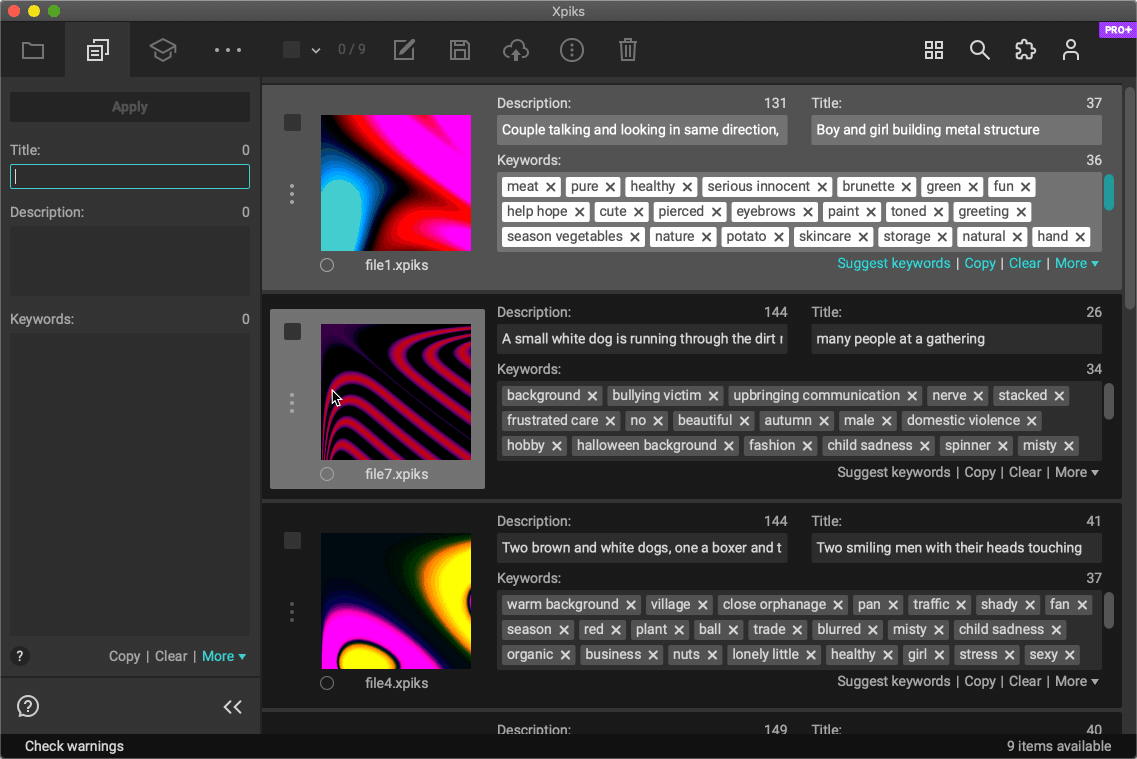 Xpiks
PRO+
0 / 9
Apply
Title: 0
Description: 0
Keywords: 0
? Copy | Clear | More
Check warnings
Description: 131 Title: 37
Couple talking and looking in same direction, Boy and girl building metal structure
Keywords: 36
meat pure healthy serious innocent brunette green fun
help hope cute pierced eyebrows paint toned greeting
season vegetables nature potato skincare storage natural hand
file1.xpiks Suggest keywords | Copy | Clear | More
Description: 144 Title: 26
A small white dog is running through the dirt many people at a gathering
Keywords: 34
background bullying victim upbringing communication nerve stacked
frustrated care no beautiful autumn male domestic violence
hobby halloween background fashion child sadness spinner misty
file7.xpiks Suggest keywords | Copy | Clear | More
Description: 144 Title: 41
Two brown and white dogs, one a boxer and t Two smiling men with their heads touching
Keywords: 37
warm background village close orphanage pan traffic shady fan
season red plant ball trade blurred misty child sadness
organic business nuts lonely little healthy girl stress sexy
file4.xpiks Suggest keywords | Copy | Clear | More
Description: 149 Title: 40
9 items available